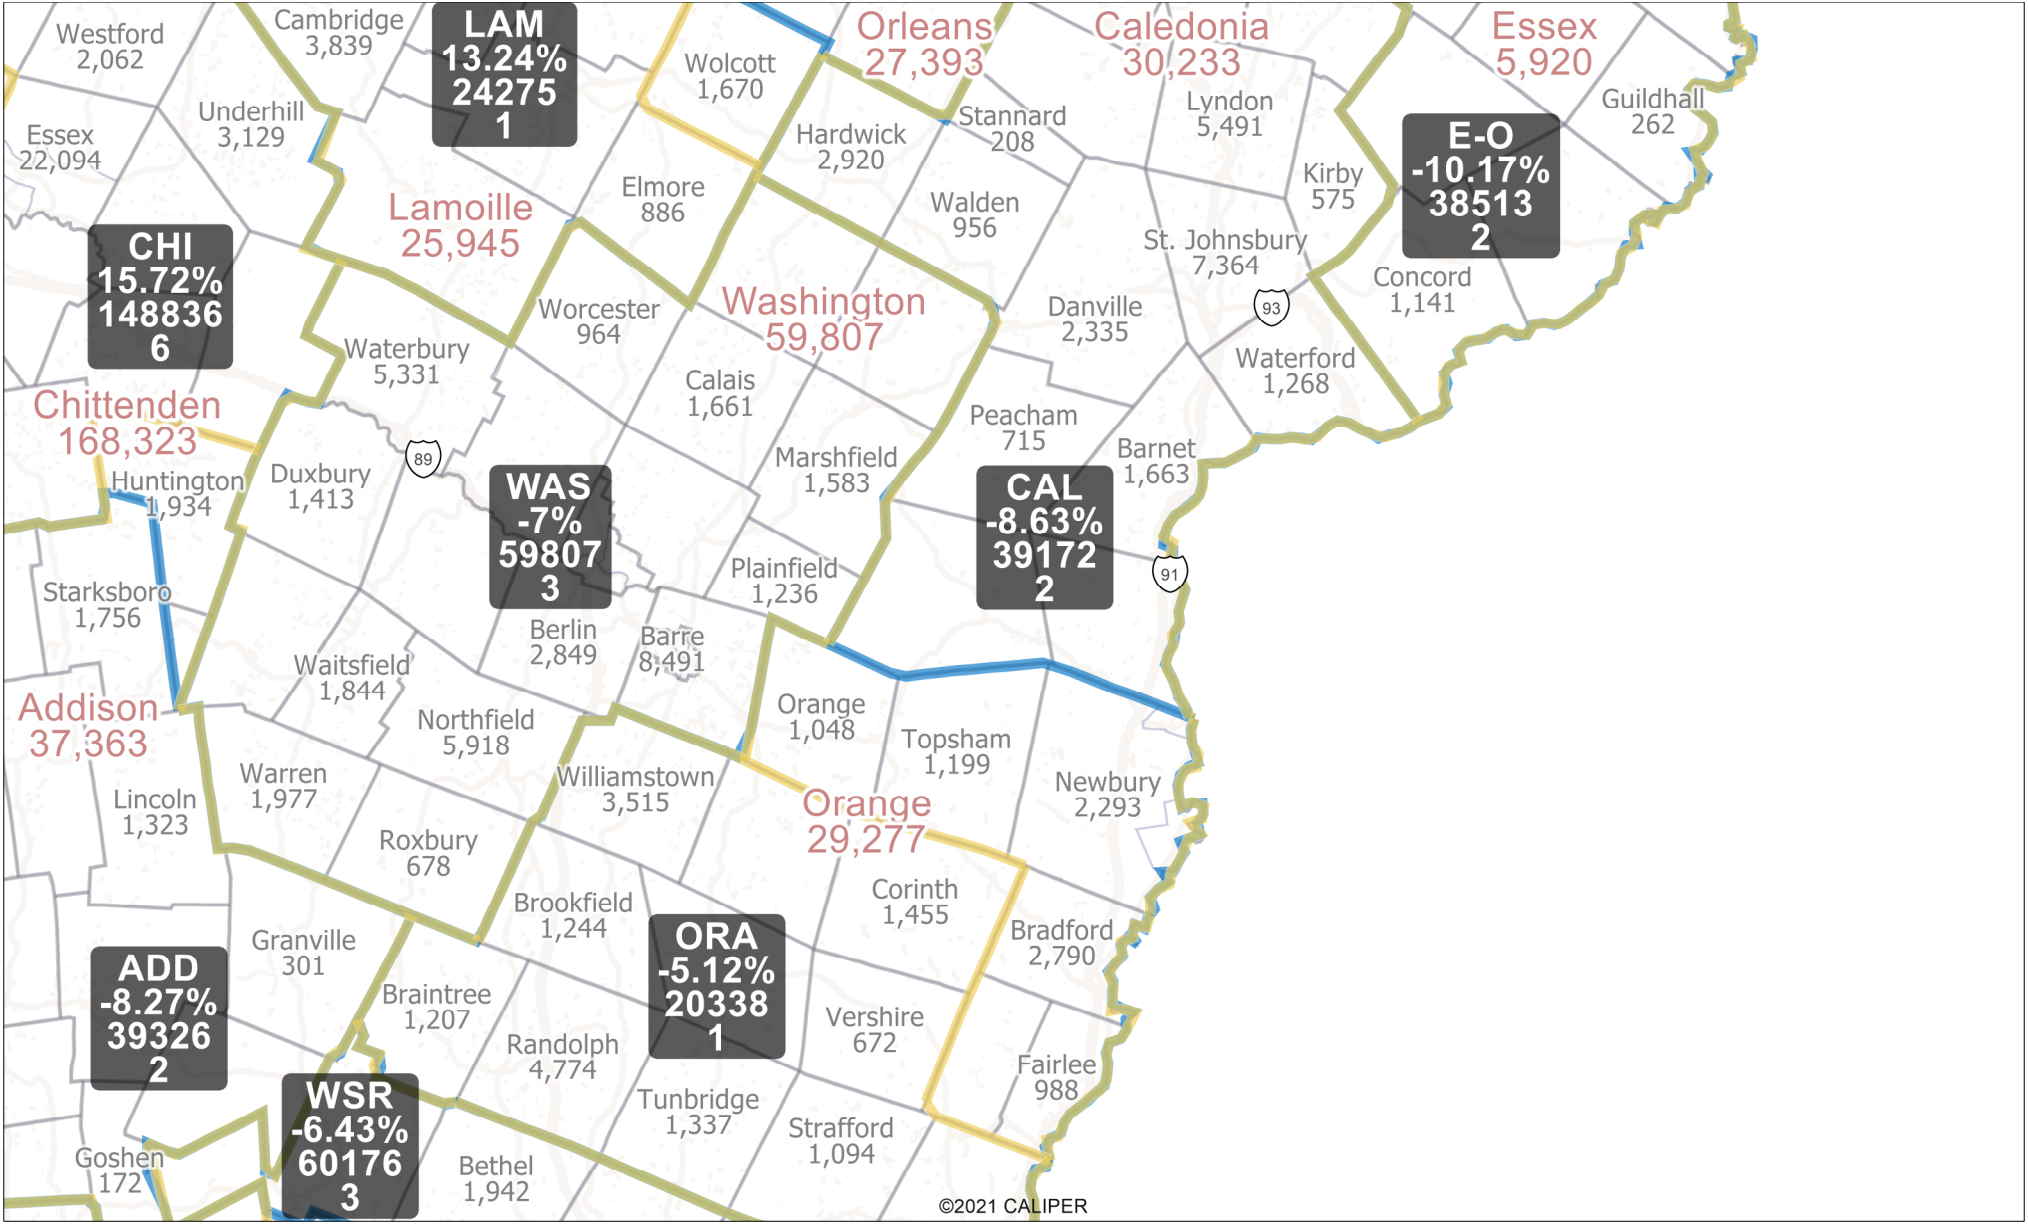 Westford
2,062
Cambridge
3,839
LAM
13.24%
24275
1
Wolcott
1,670
Orleans
27,393
Caledonia
30,233
Essex
5,920
Essex
22,094
Underhill
3,129
Hardwick
2,920
Stannard
208
Lyndon
5,491
Guildhall
262
E-O
-10.17%
38513
2
Kirby
575
Elmore
886
Lamoille
25,945
Walden
956
St. Johnsbury
7,364
CHI
15.72%
148836
6
Worcester
964
Washington
59,807
Danville
2,335
93
Concord
1,141
Waterbury
5,331
Waterford
1,268
Calais
1,661
Chittenden
168,323
Peacham
715
Barnet
1,663
89
Huntington
1,934
Duxbury
1,413
Marshfield
1,583
WAS
-7%
59807
3
CAL
-8.63%
39172
2
91
Starksboro
1,756
Plainfield
1,236
Berlin
2,849
Barre
8,491
Waitsfield
1,844
Addison
37,363
Northfield
5,918
Orange
1,048
Topsham
1,199
Warren
1,977
Williamstown
3,515
Newbury
2,293
Lincoln
1,323
Orange
29,277
Roxbury
678
Corinth
1,455
Brookfield
1,244
Granville
301
ORA
-5.12%
20338
1
Bradford
2,790
ADD
-8.27%
39326
2
Braintree
1,207
Vershire
672
Randolph
4,774
Fairlee
988
WSR
-6.43%
60176
3
Tunbridge
1,337
Strafford
1,094
Goshen
172
Bethel
1,942
©2021 CALIPER